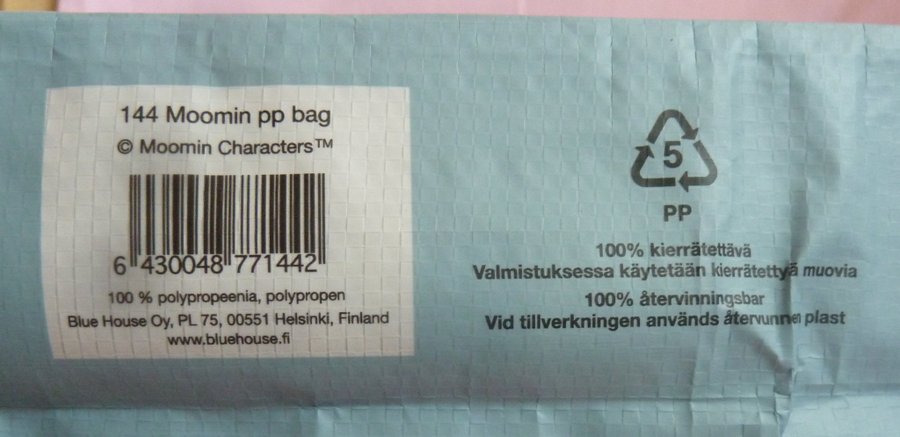 144 Moomin pp bag
© Moomin Characters™
6 430048 771442
100 % polypropeenia, polypropen
Blue House Oy, PL 75, 00551 Helsinki, Finland
www.bluehouse.fi
5
PP
100% kierrätettävä
Valmistuksessa käytetään kierrätettyä muovia
100% återvinningsbar
Vid tillverkningen används återvunnen plast